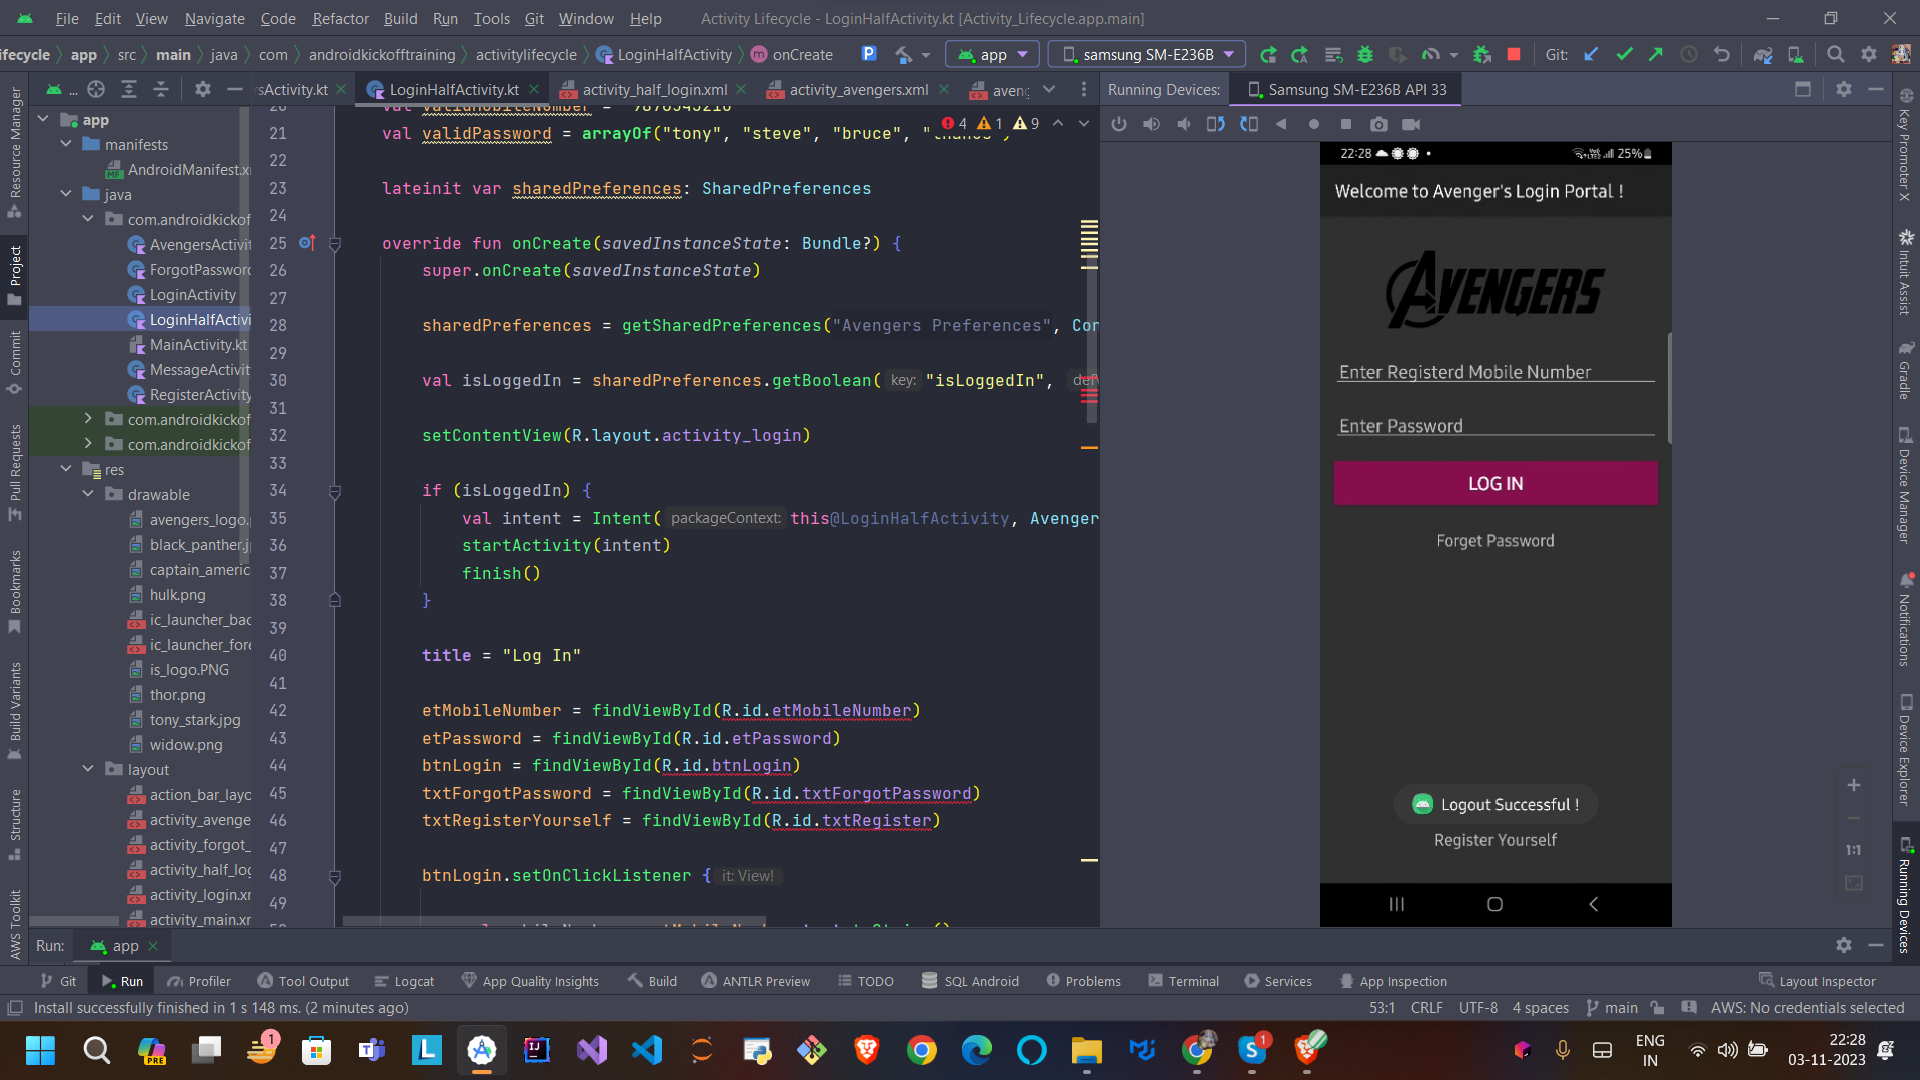 File Edit View Navigate Code Refactor Build Run Tools Git Window Help Activity Lifecycle - LoginHalfActivity.kt [Activity_Lifecycle.app.main]
ifecycle app src main java com androidkickofftraining activitylifecycle LoginHalfActivity onCreate app samsung SM-E236B Git:
... rsActivity.kt LoginHalfActivity.kt activity_half_login.xml activity_avengers.xml aveng Running Devices: Samsung SM-E236B API 33
Resource Manager
Project
Commit
Pull Requests
Bookmarks
Build Variants
Structure
AWS Toolkit
app
manifests
AndroidManifest.x
java
com.androidkickof
AvengersActivit
ForgotPassword
LoginActivity
LoginHalfActivi
MainActivity.kt
MessageActivit
RegisterActivity
com.androidkickof
com.androidkickof
res
drawable
avengers_logo.
black_panther.j
captain_americ
hulk.png
ic_launcher_bac
ic_launcher_fore
is_logo.PNG
thor.png
tony_stark.jpg
widow.png
layout
action_bar_layo
activity_avenge
activity_forgot_
activity_half_log
activity_login.xm
activity_main.xr
4 1 9
21 val validPassword = arrayOf("tony", "steve", "bruce", "thanos")
22
23 lateinit var sharedPreferences: SharedPreferences
24
25 override fun onCreate(savedInstanceState: Bundle?) {
26 super.onCreate(savedInstanceState)
27
28 sharedPreferences = getSharedPreferences("Avengers Preferences", Con
29
30 val isLoggedIn = sharedPreferences.getBoolean( key: "isLoggedIn", def
31
32 setContentView(R.layout.activity_login)
33
34 if (isLoggedIn) {
35 val intent = Intent( packageContext: this@LoginHalfActivity, Avenger
36 startActivity(intent)
37 finish()
38 }
39
40 title = "Log In"
41
42 etMobileNumber = findViewById(R.id.etMobileNumber)
43 etPassword = findViewById(R.id.etPassword)
44 btnLogin = findViewById(R.id.btnLogin)
45 txtForgotPassword = findViewById(R.id.txtForgotPassword)
46 txtRegisterYourself = findViewById(R.id.txtRegister)
47
48 btnLogin.setOnClickListener { it: View!
49
22:28 25%
Welcome to Avenger's Login Portal !
AVENGERS
Enter Registerd Mobile Number
Enter Password
LOG IN
Forget Password
Logout Successful !
Register Yourself
1:1
Key Promoter X
Intuit Assist
Gradle
Device Manager
Notifications
Device Explorer
Running Devices
Run: app
Git Run Profiler Tool Output Logcat App Quality Insights Build ANTLR Preview TODO SQL Android Problems Terminal Services App Inspection Layout Inspector
Install successfully finished in 1 s 148 ms. (2 minutes ago) 53:1 CRLF UTF-8 4 spaces main AWS: No credentials selected
PRE 1 1 ENG
IN
22:28
03-11-2023